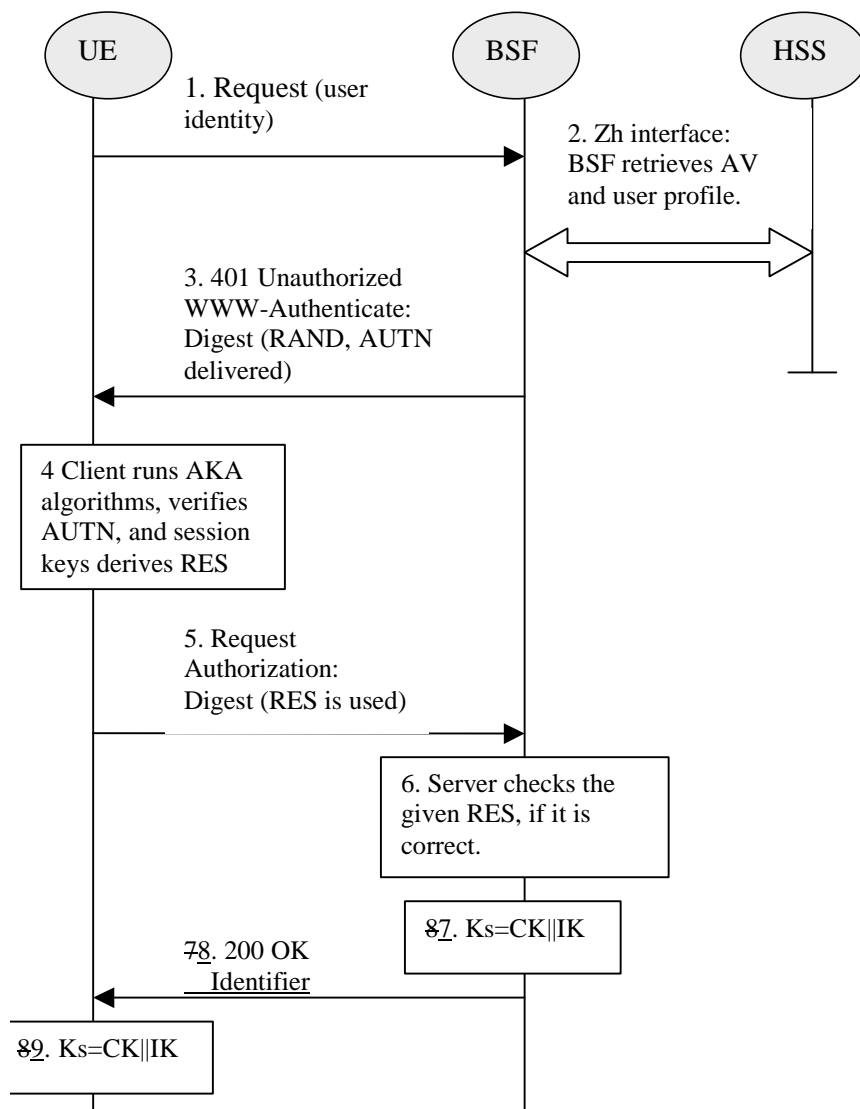 UE
BSF
HSS
1. Request (user
identity)
2. Zh interface:
BSF retrieves AV
and user profile.
3. 401 Unauthorized
WWW-Authenticate:
Digest (RAND, AUTN
delivered)
4 Client runs AKA
algorithms, verifies
AUTN, and session
keys derives RES
5. Request
Authorization:
Digest (RES is used)
6. Server checks the
given RES, if it is
correct.
87. Ks=CK||IK
78. 200 OK
Identifier
89. Ks=CK||IK